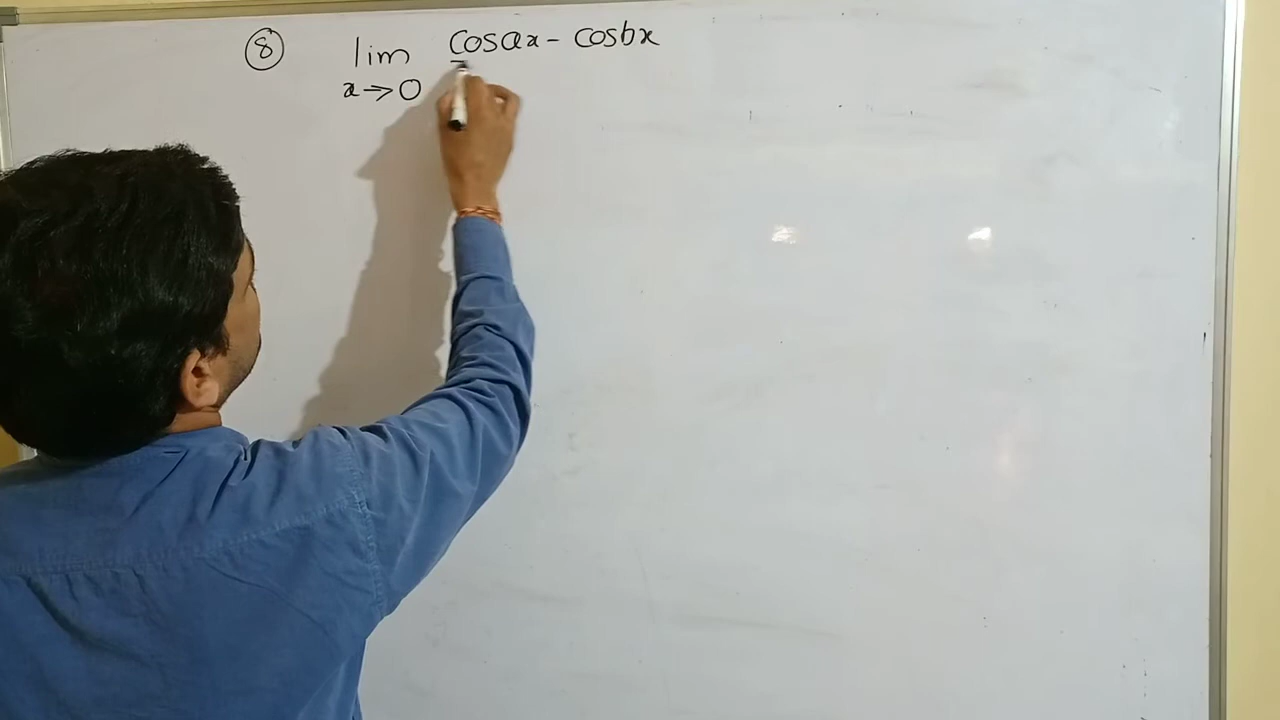 ⑧ lim cosax - cosbx
x→0